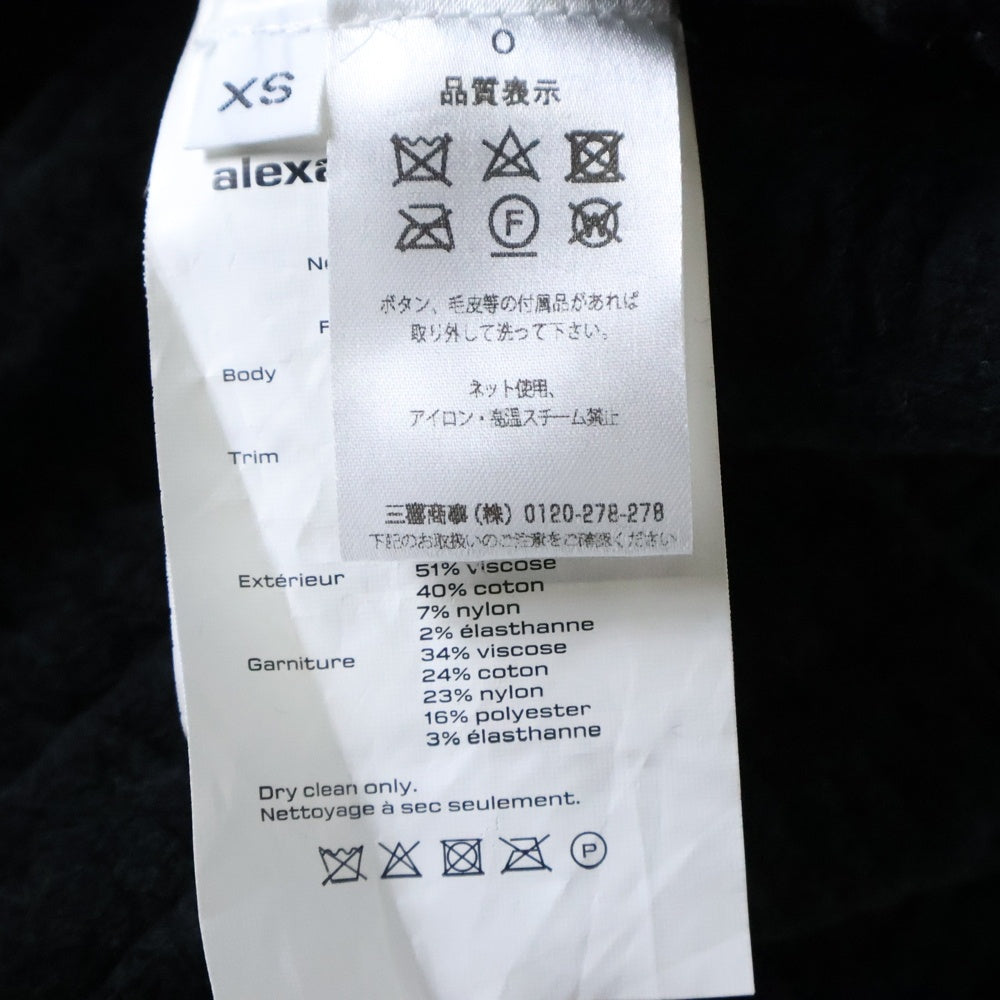 XS
O
品質表示
F
W
ボタン、毛皮等の付属品があれば
取り外して洗って下さい。
ネット使用、
アイロン・高温スチーム禁止
三喜商事（株）0120-278-278
下記のお取扱いのご注意をご確認ください
alexa
Body
Trim
Extérieur
51% viscose
40% coton
7% nylon
2% élasthanne
Garniture
34% viscose
24% coton
23% nylon
16% polyester
3% élasthanne
Dry clean only.
Nettoyage à sec seulement.
P